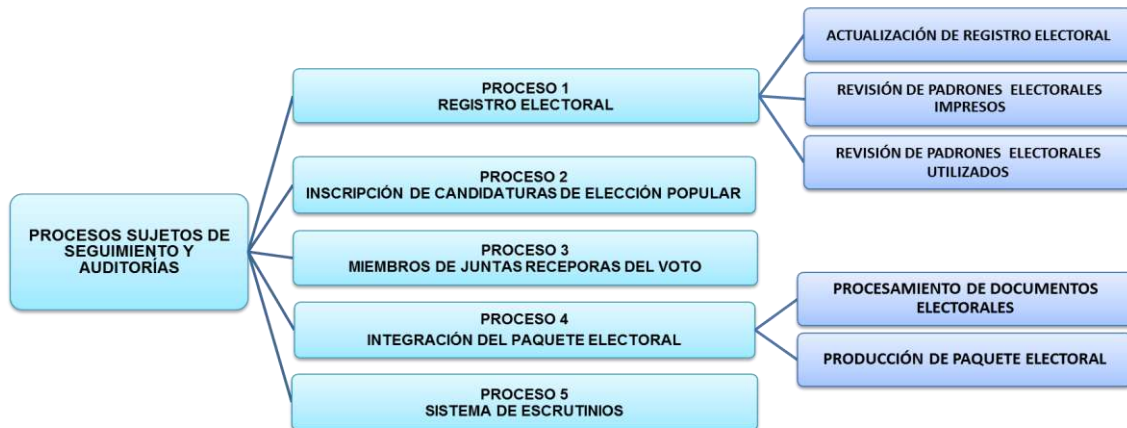 PROCESOS SUJETOS DE
SEGUIMIENTO Y
AUDITORÍAS
PROCESO 1
REGISTRO ELECTORAL
ACTUALIZACIÓN DE REGISTRO ELECTORAL
REVISIÓN DE PADRONES ELECTORALES
IMPRESOS
REVISIÓN DE PADRONES ELECTORALES
UTILIZADOS
PROCESO 2
INSCRIPCIÓN DE CANDIDATURAS DE ELECCIÓN POPULAR
PROCESO 3
MIEMBROS DE JUNTAS RECEPORAS DEL VOTO
PROCESO 4
INTEGRACIÓN DEL PAQUETE ELECTORAL
PROCESAMIENTO DE DOCUMENTOS
ELECTORALES
PRODUCCIÓN DE PAQUETE ELECTORAL
PROCESO 5
SISTEMA DE ESCRUTINIOS